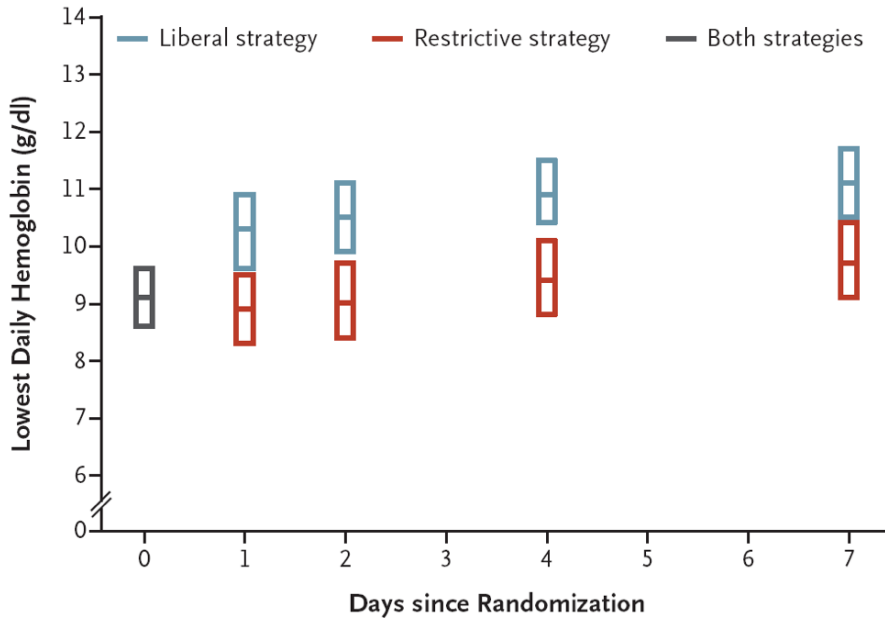 14
Liberal strategy Restrictive strategy Both strategies
13
12
11
10
9
8
7
6
0
Lowest Daily Hemoglobin (g/dl)
0 1 2 3 4 5 6 7
Days since Randomization